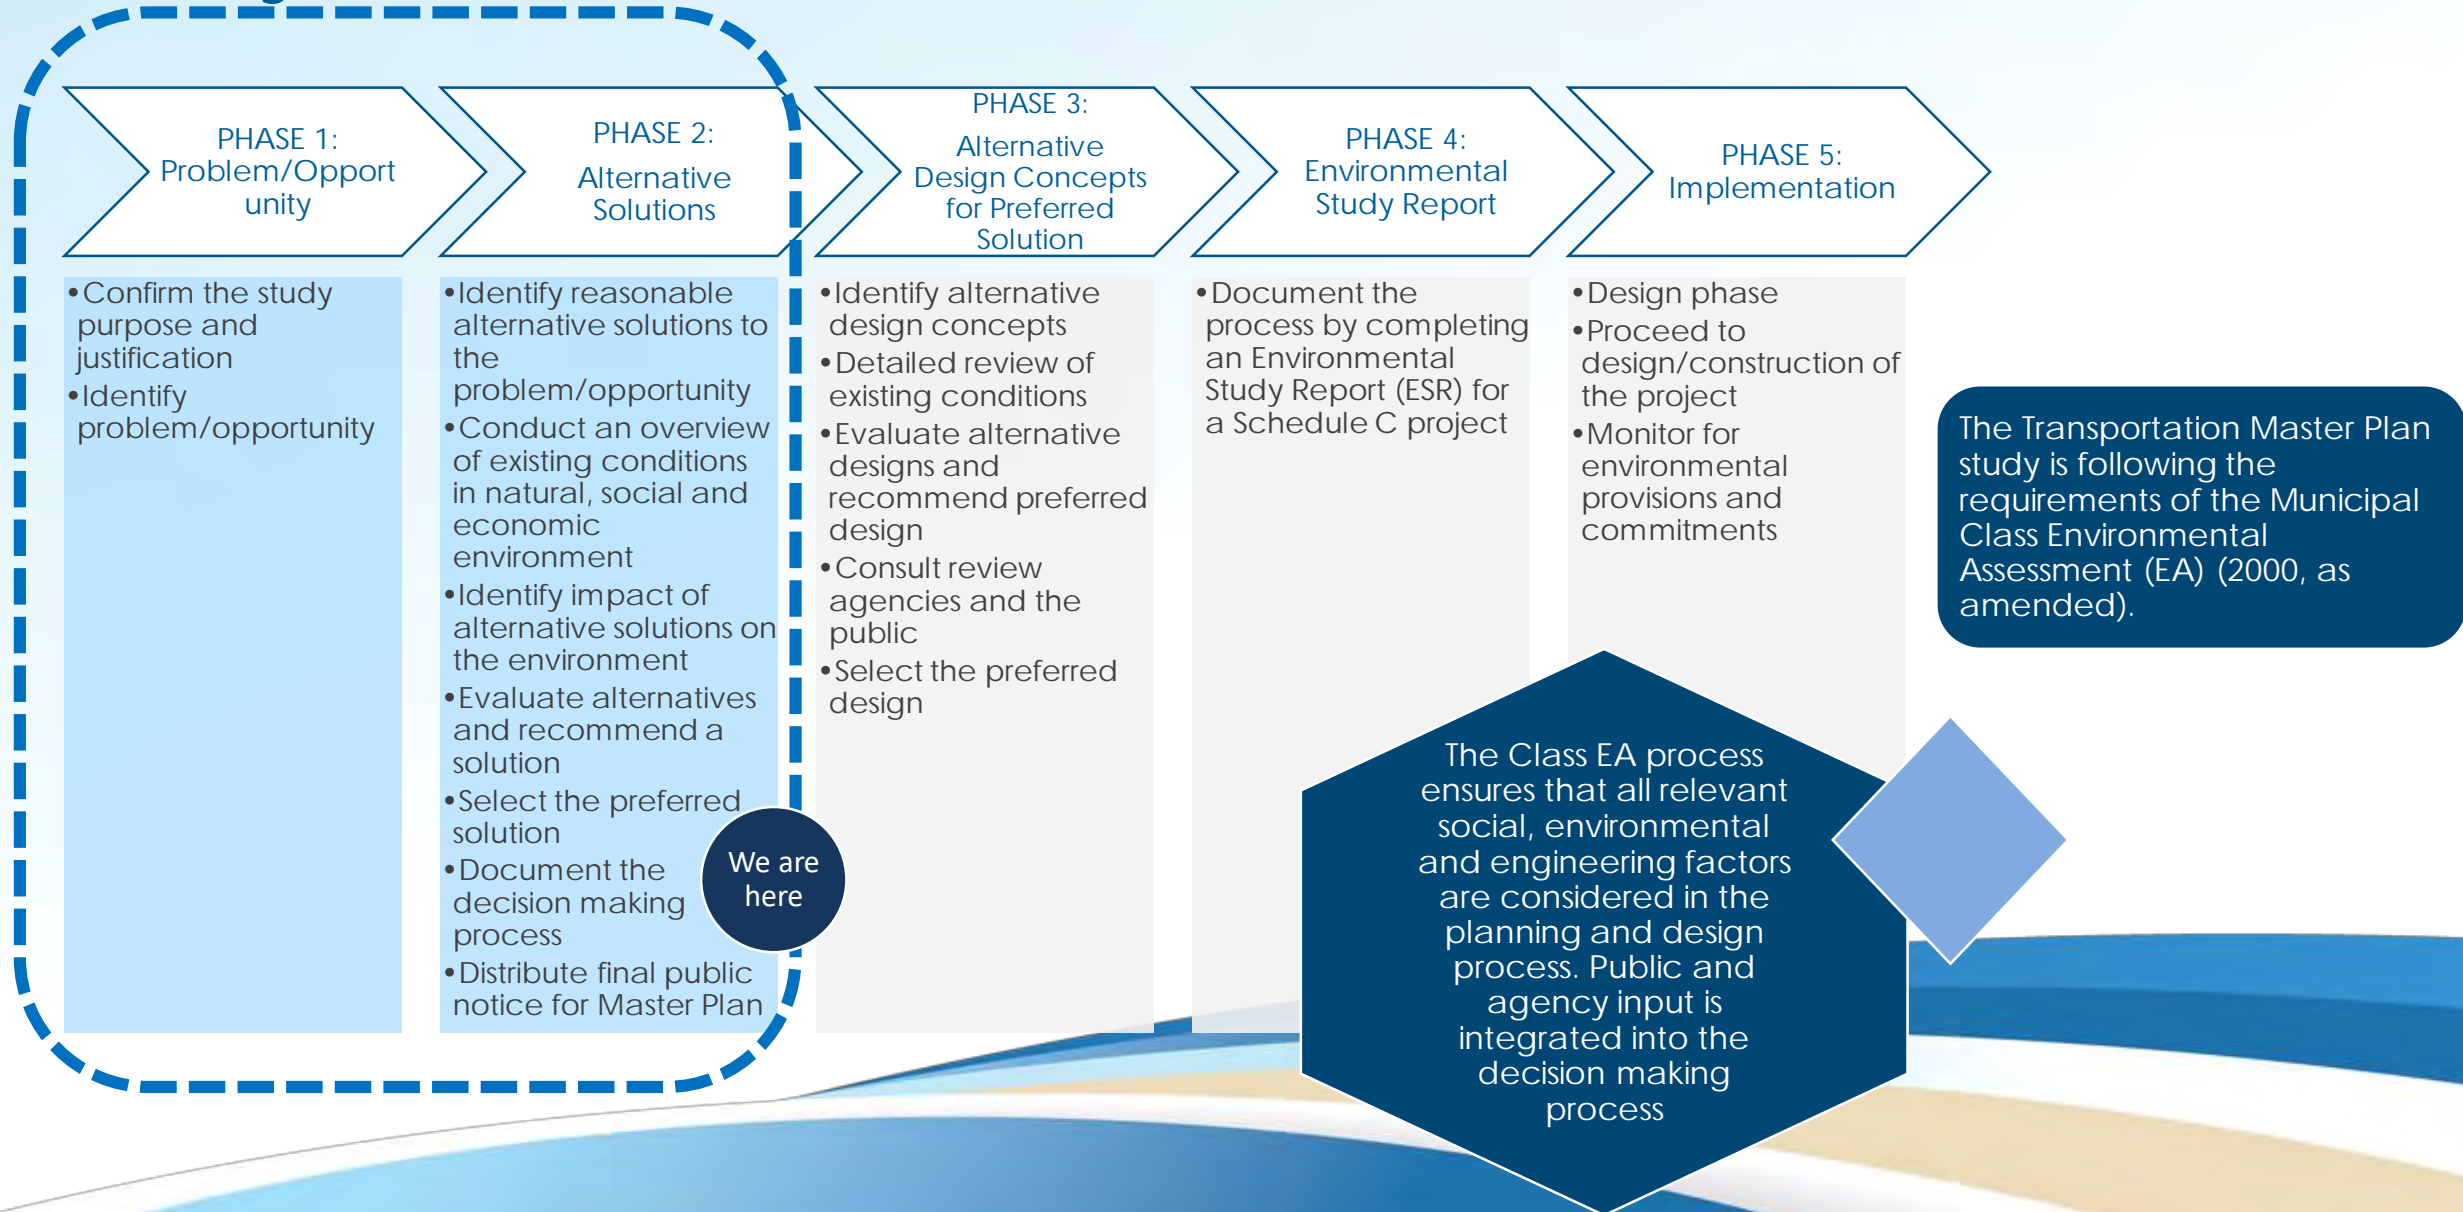 PHASE 1:
Problem/Opport
unity
PHASE 2:
Alternative
Solutions
PHASE 3:
Alternative
Design Concepts
for Preferred
Solution
PHASE 4:
Environmental
Study Report
PHASE 5:
Implementation
•Confirm the study
purpose and
justification
•Identify
problem/opportunity
•Identify reasonable
alternative solutions to
the
problem/opportunity
•Conduct an overview
of existing conditions
in natural, social and
economic
environment
•Identify impact of
alternative solutions on
the environment
•Evaluate alternatives
and recommend a
solution
•Select the preferred
solution
•Document the
decision making
process
•Distribute final public
notice for Master Plan
We are
here
•Identify alternative
design concepts
•Detailed review of
existing conditions
•Evaluate alternative
designs and
recommend preferred
design
•Consult review
agencies and the
public
•Select the preferred
design
•Document the
process by completing
an Environmental
Study Report (ESR) for
a Schedule C project
•Design phase
•Proceed to
design/construction of
the project
•Monitor for
environmental
provisions and
commitments
The Transportation Master Plan
study is following the
requirements of the Municipal
Class Environmental
Assessment (EA) (2000, as
amended).
The Class EA process
ensures that all relevant
social, environmental
and engineering factors
are considered in the
planning and design
process. Public and
agency input is
integrated into the
decision making
process